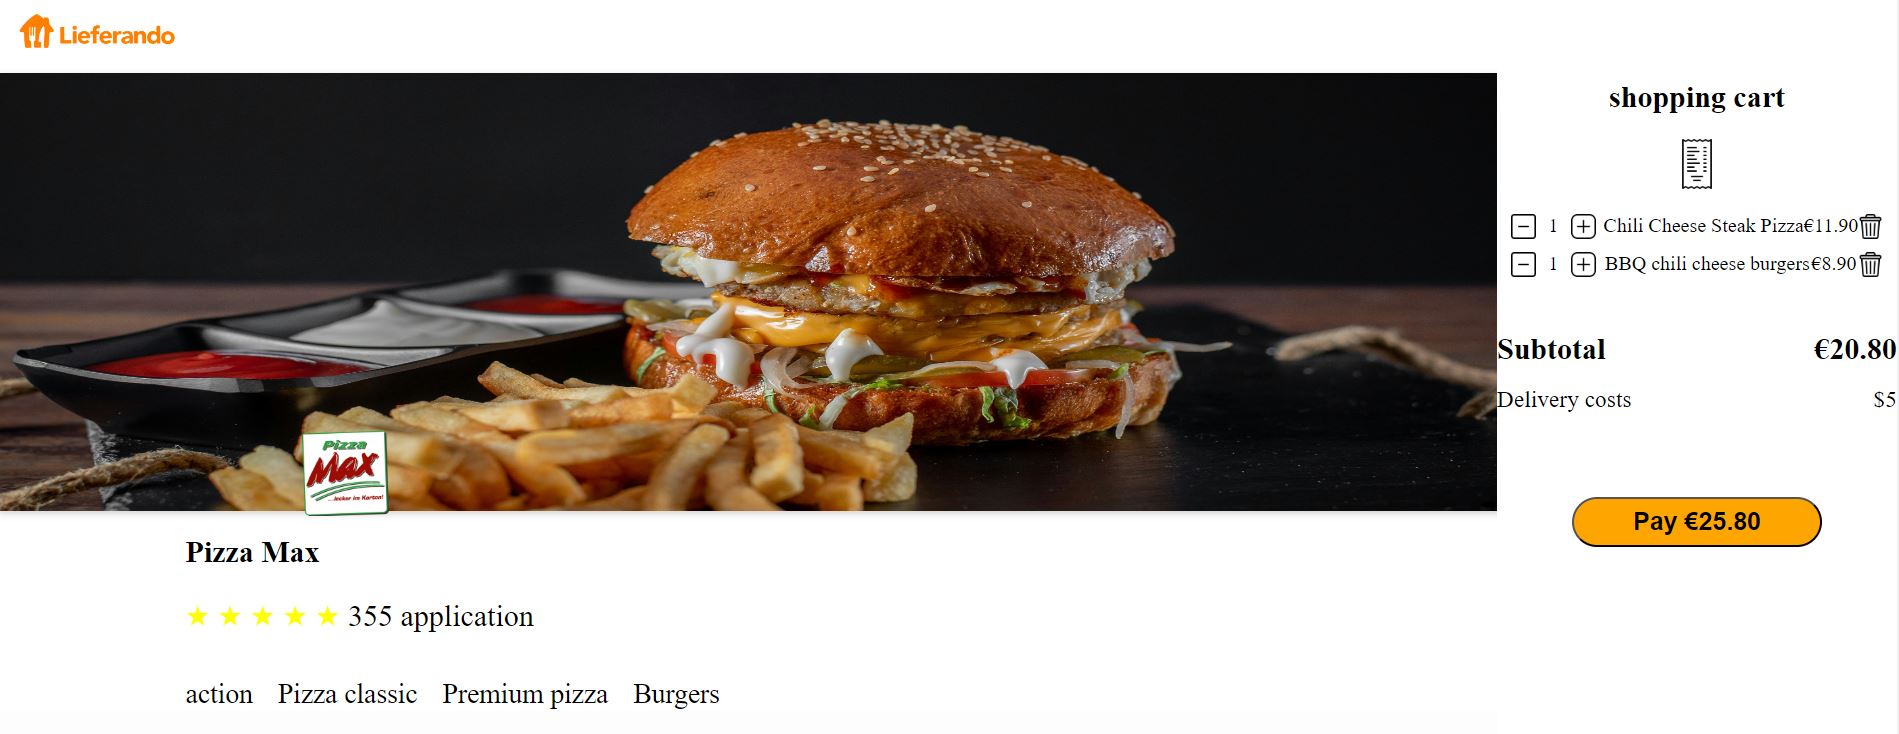 Lieferando
shopping cart
1 Chili Cheese Steak Pizza€11.90
1 BBQ chili cheese burgers€8.90
Subtotal €20.80
Delivery costs $5
Pay €25.80
Pizza
Max
...lecker im Karton!
Pizza Max
★ ★ ★ ★ ★ 355 application
action Pizza classic Premium pizza Burgers